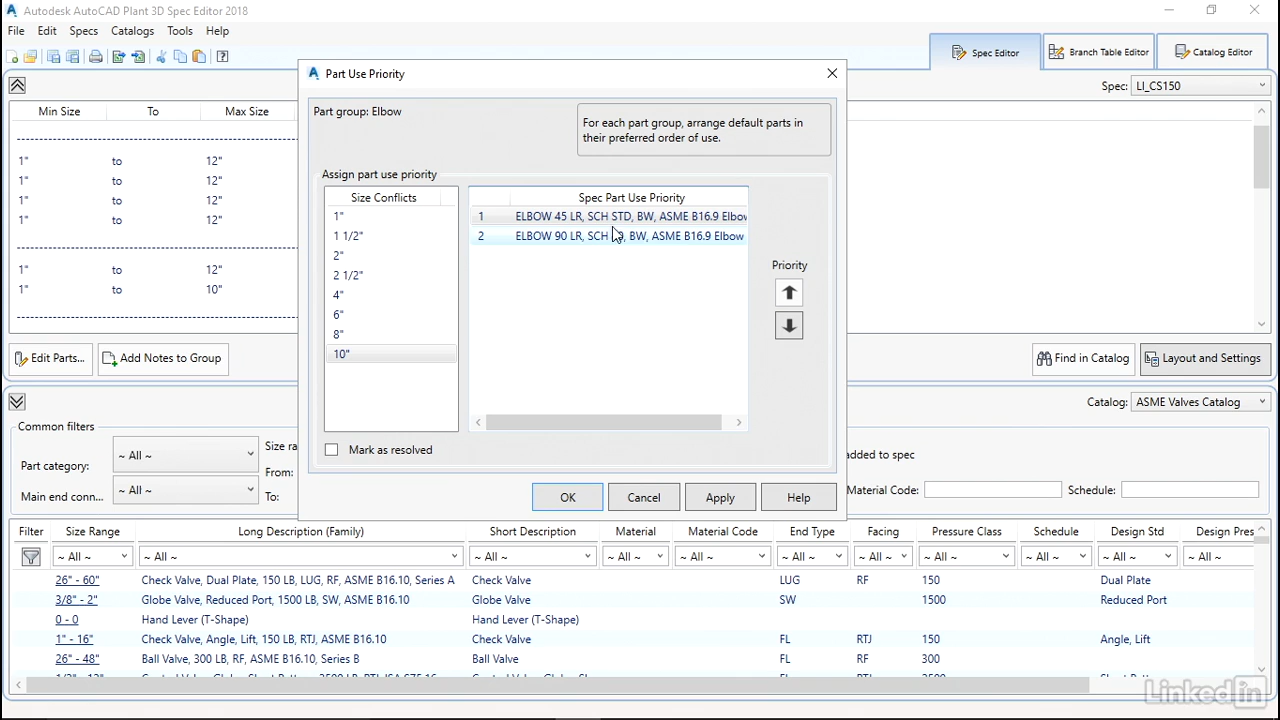 Autodesk AutoCAD Plant 3D Spec Editor 2018
File Edit Specs Catalogs Tools Help
Spec Editor Branch Table Editor Catalog Editor
Spec: LI_CS150
Min Size To Max Size
1" to 12"
1" to 12"
1" to 12"
1" to 12"
1" to 12"
1" to 10"
Part Use Priority
Part group: Elbow
For each part group, arrange default parts in
their preferred order of use.
Assign part use priority
Size Conflicts
1"
1 1/2"
2"
2 1/2"
4"
6"
8"
10"
Spec Part Use Priority
1 ELBOW 45 LR, SCH STD, BW, ASME B16.9 Elbow
2 ELBOW 90 LR, SCH BW, ASME B16.9 Elbow
Priority
Mark as resolved
OK Cancel Apply Help
Edit Parts... Add Notes to Group
Find in Catalog Layout and Settings
Catalog: ASME Valves Catalog
Common filters
Part category: ~ All ~
Main end conn... ~ All ~
Size ra
From:
To:
added to spec
Material Code: Schedule:
Filter Size Range Long Description (Family) Short Description Material Material Code End Type Facing Pressure Class Schedule Design Std Design Pres
~ All ~ ~ All ~ ~ All ~ ~ All ~ ~ All ~ ~ All ~ ~ All ~ ~ All ~ ~ All ~ ~ All ~ ~ All ~
26" - 60" Check Valve, Dual Plate, 150 LB, LUG, RF, ASME B16.10, Series A Check Valve LUG RF 150 Dual Plate
3/8" - 2" Globe Valve, Reduced Port, 1500 LB, SW, ASME B16.10 Globe Valve SW 1500 Reduced Port
0 - 0 Hand Lever (T-Shape) Hand Lever (T-Shape)
1" - 16" Check Valve, Angle, Lift, 150 LB, RTJ, ASME B16.10 Check Valve FL RTJ 150 Angle, Lift
26" - 48" Ball Valve, 300 LB, RF, ASME B16.10, Series B Ball Valve FL RF 300
LinkedIn